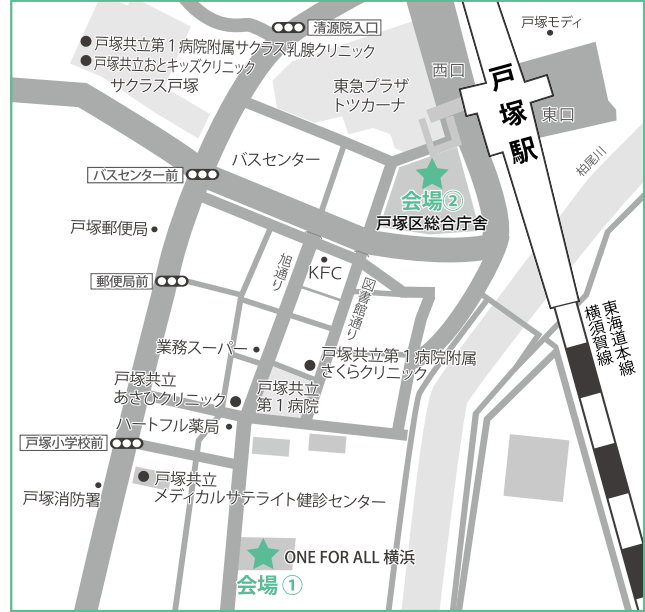 清源院入口
戸塚モディ
戸塚共立第1病院附属サクラス乳腺クリニック
戸塚共立おとキッズクリニック
サクラス戸塚
東急プラザ
トツカーナ
西口
戸塚駅
東口
柏尾川
バスセンター
バスセンター前
会場②
戸塚区総合庁舎
戸塚郵便局
旭通り
KFC
郵便局前
図書館通り
東海道本線
横須賀線
業務スーパー
戸塚共立第1病院附属
さくらクリニック
戸塚共立
あさひクリニック
戸塚共立
第1病院
ハートフル薬局
戸塚小学校前
戸塚共立
メディカルサテライト健診センター
戸塚消防署
ONE FOR ALL 横浜
会場①